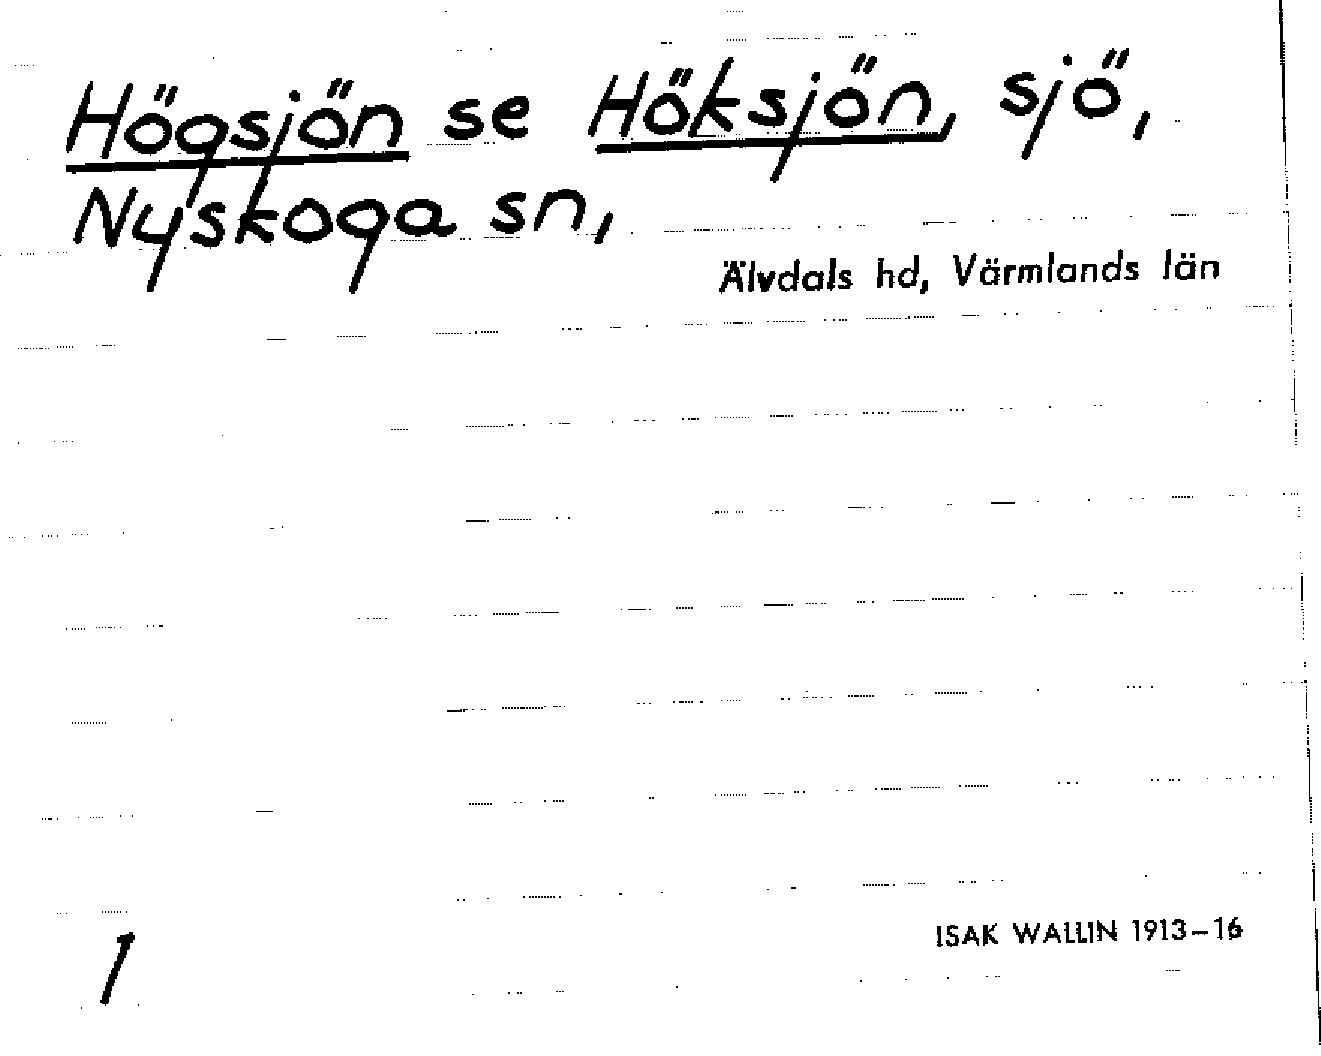 Högsjön se Höksjön, sjö,
Nyskoga sn,
Älvdals hd, Värmlands län
1
ISAK WALLIN 1913–16